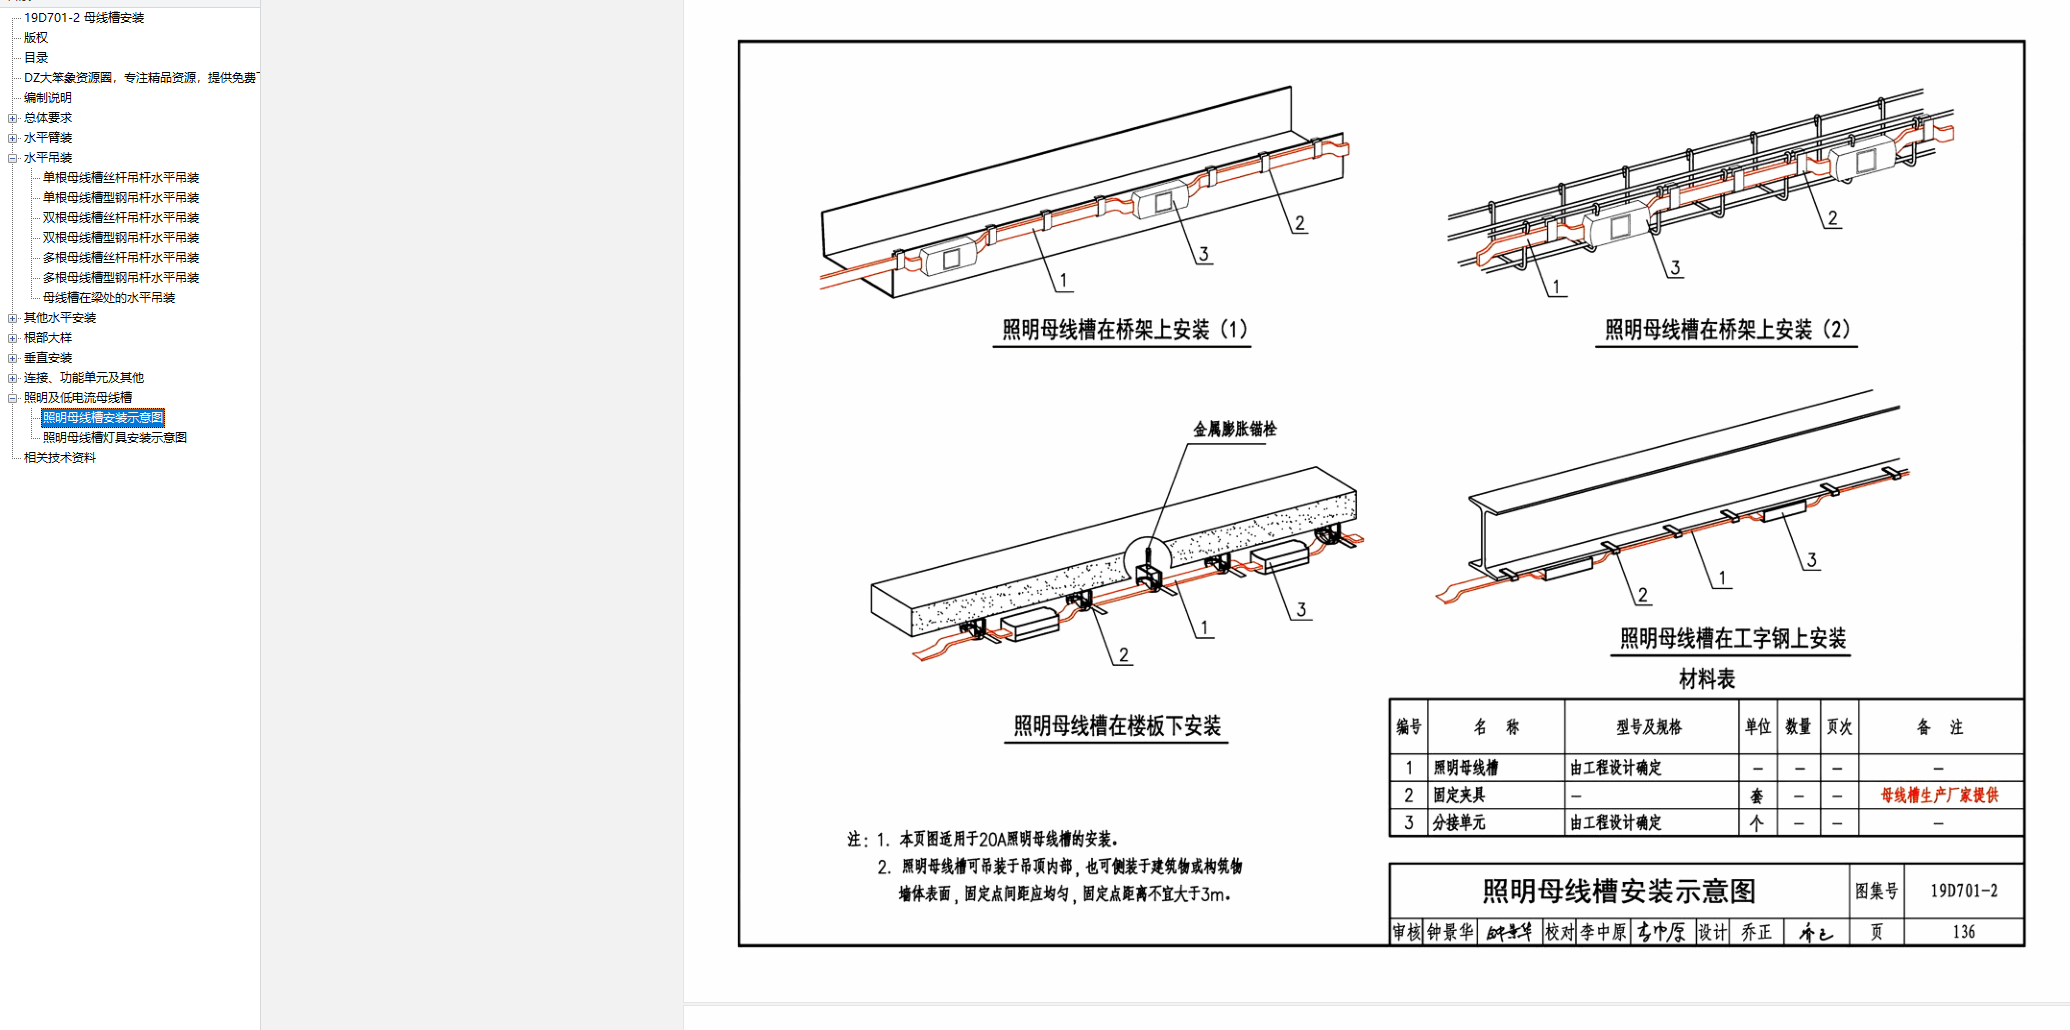 19D701-2 母线槽安装
版权
目录
DZ大笨象资源圈，专注精品资源，提供免费
编制说明
总体要求
水平臂装
水平吊装
单根母线槽丝杆吊杆水平吊装
单根母线槽型钢吊杆水平吊装
双根母线槽丝杆吊杆水平吊装
双根母线槽型钢吊杆水平吊装
多根母线槽丝杆吊杆水平吊装
多根母线槽型钢吊杆水平吊装
母线槽在梁处的水平吊装
其他水平安装
根部大样
垂直安装
连接、功能单元及其他
照明及低电流母线槽
照明母线槽安装示意图
照明母线槽灯具安装示意图
相关技术资料
1
3
2
照明母线槽在桥架上安装（1）
1
3
2
照明母线槽在桥架上安装（2）
金属膨胀锚栓
2
1
3
照明母线槽在楼板下安装
2
1
3
照明母线槽在工字钢上安装
材料表
编号 名 称 型号及规格 单位 数量 页次 备 注
1 照明母线槽 由工程设计确定 — — — —
2 固定夹具 — 套 — — 母线槽生产厂家提供
3 分接单元 由工程设计确定 个 — — —
注：1. 本页图适用于20A照明母线槽的安装。
2. 照明母线槽可吊装于吊顶内部，也可侧装于建筑物或构筑物
墙体表面，固定点间距应均匀，固定点距离不宜大于3m。
照明母线槽安装示意图 图集号 19D701-2
审核 钟景华 钟景华 校对 李中原 李中原 设计 乔正 乔正 页 136